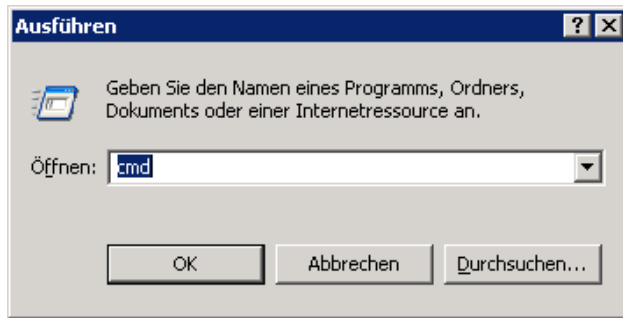 Ausführen
Geben Sie den Namen eines Programms, Ordners,
Dokuments oder einer Internetressource an.
Öffnen: cmd
OK Abbrechen Durchsuchen...